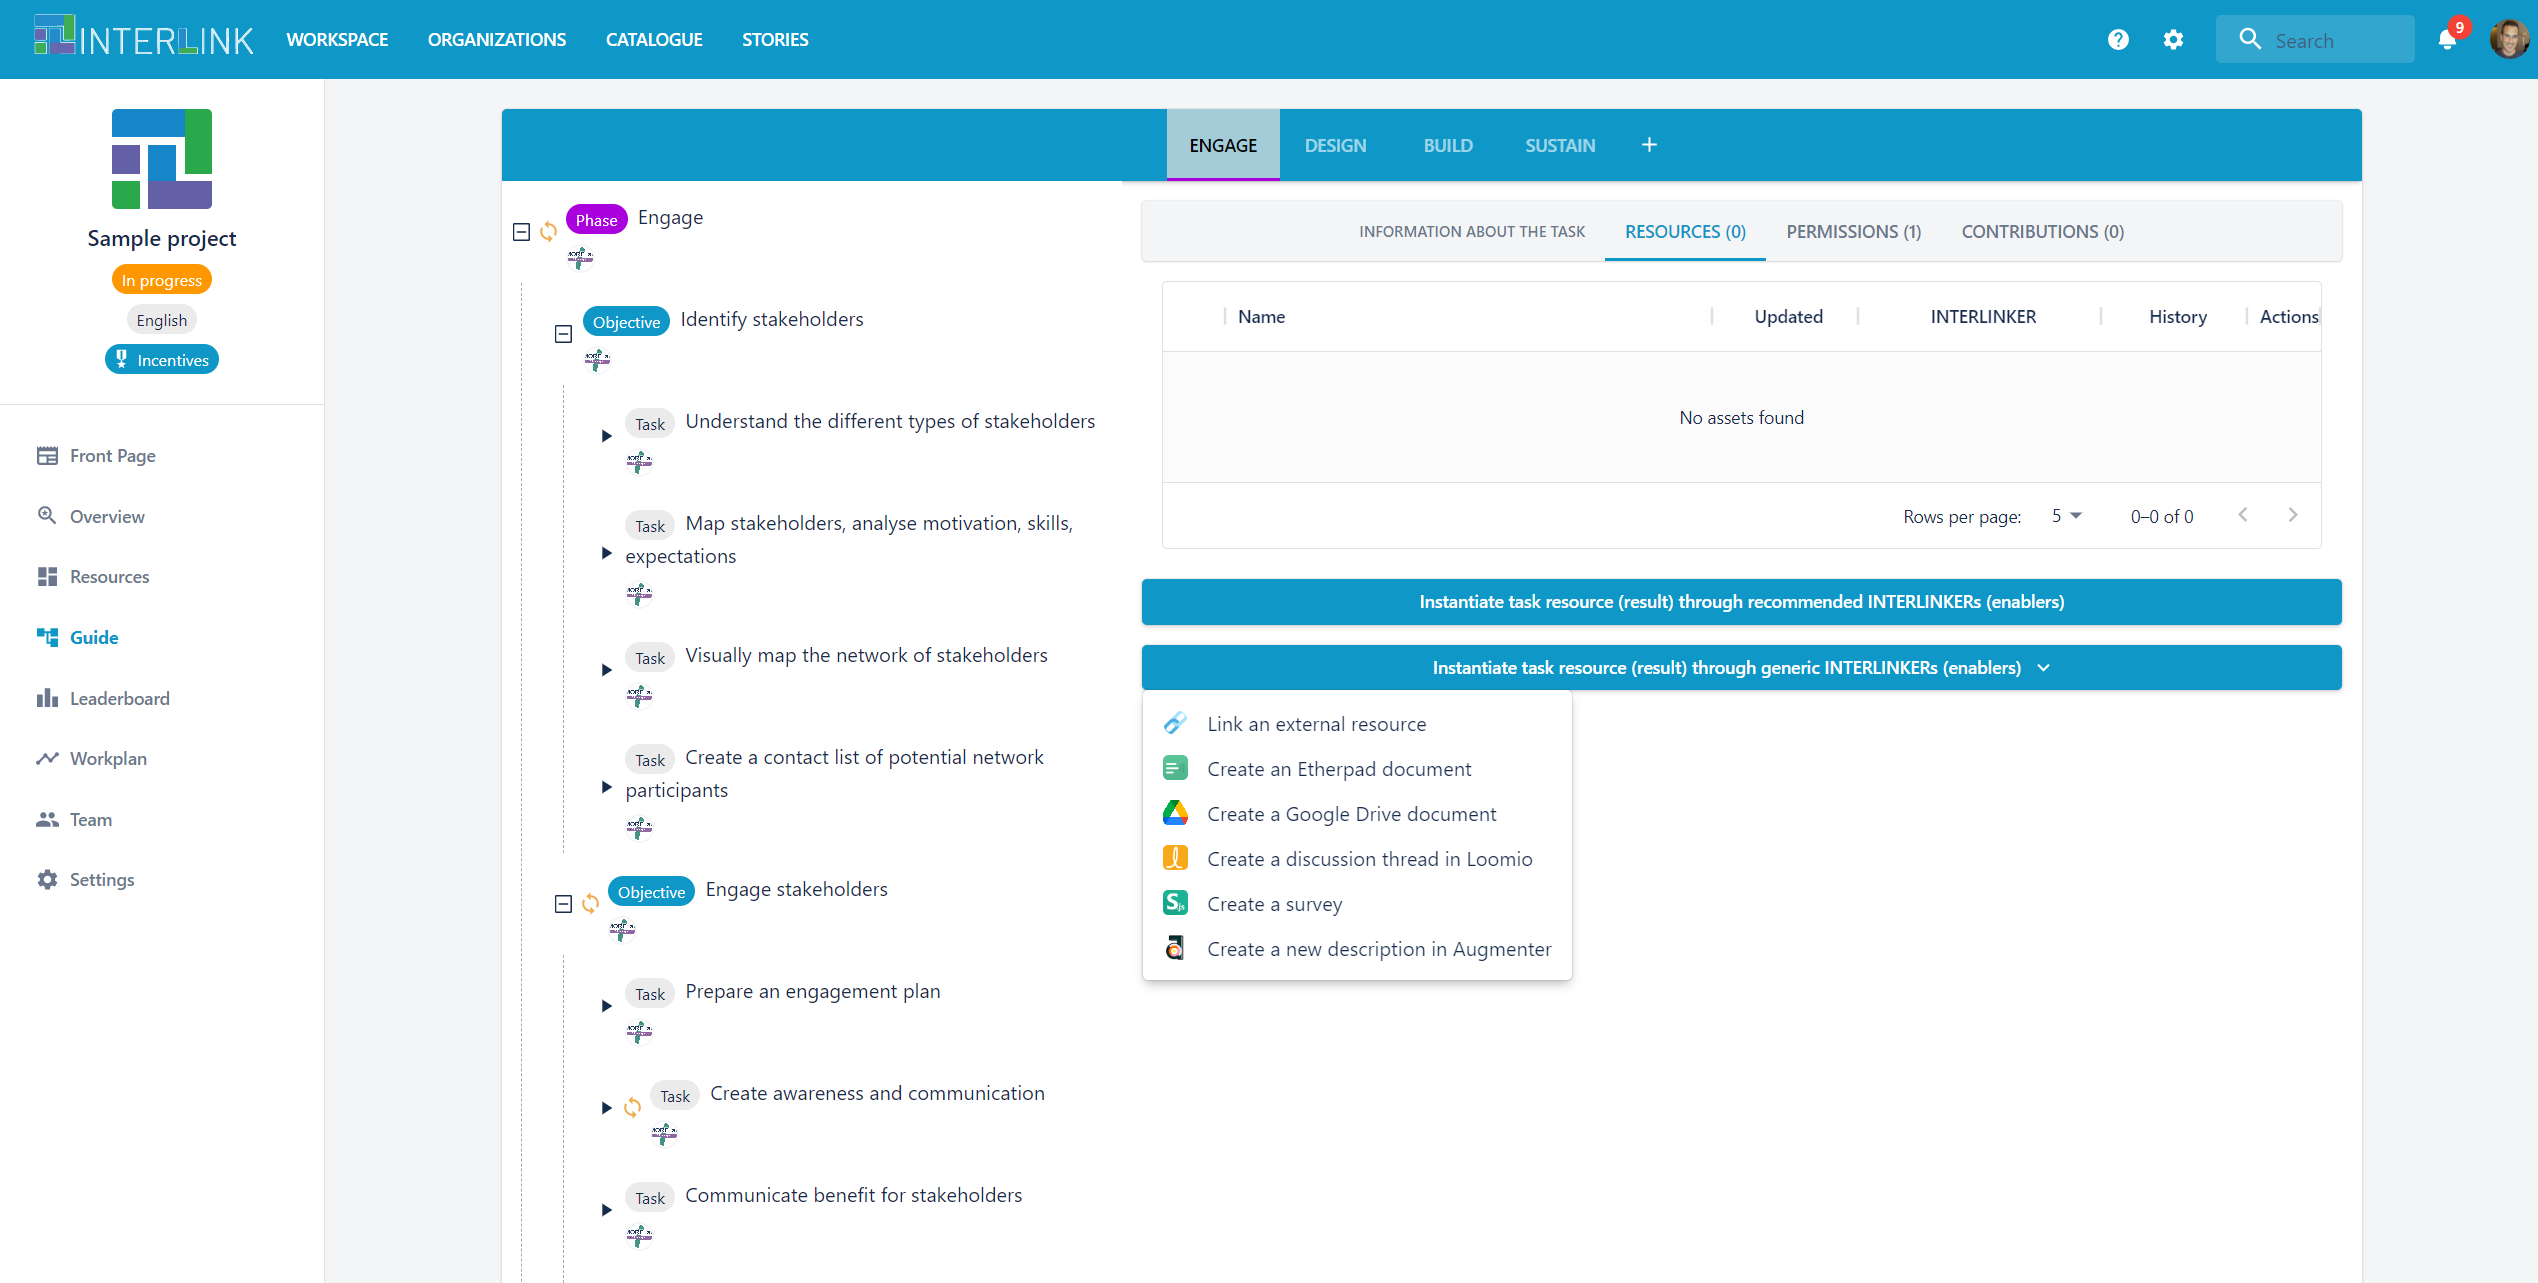 INTERLINK
WORKSPACE
ORGANIZATIONS
CATALOGUE
STORIES
Search
9
Sample project
In progress
English
Incentives
Front Page
Overview
Resources
Guide
Leaderboard
Workplan
Team
Settings
ENGAGE
DESIGN
BUILD
SUSTAIN
+
Phase Engage
Objective Identify stakeholders
Task Understand the different types of stakeholders
Task Map stakeholders, analyse motivation, skills,
expectations
Task Visually map the network of stakeholders
Task Create a contact list of potential network
participants
Objective Engage stakeholders
Task Prepare an engagement plan
Task Create awareness and communication
Task Communicate benefit for stakeholders
INFORMATION ABOUT THE TASK
RESOURCES (0)
PERMISSIONS (1)
CONTRIBUTIONS (0)
Name
Updated
INTERLINKER
History
Actions
No assets found
Rows per page: 5
0–0 of 0
Instantiate task resource (result) through recommended INTERLINKERs (enablers)
Instantiate task resource (result) through generic INTERLINKERs (enablers)
Link an external resource
Create an Etherpad document
Create a Google Drive document
Create a discussion thread in Loomio
Create a survey
Create a new description in Augmenter